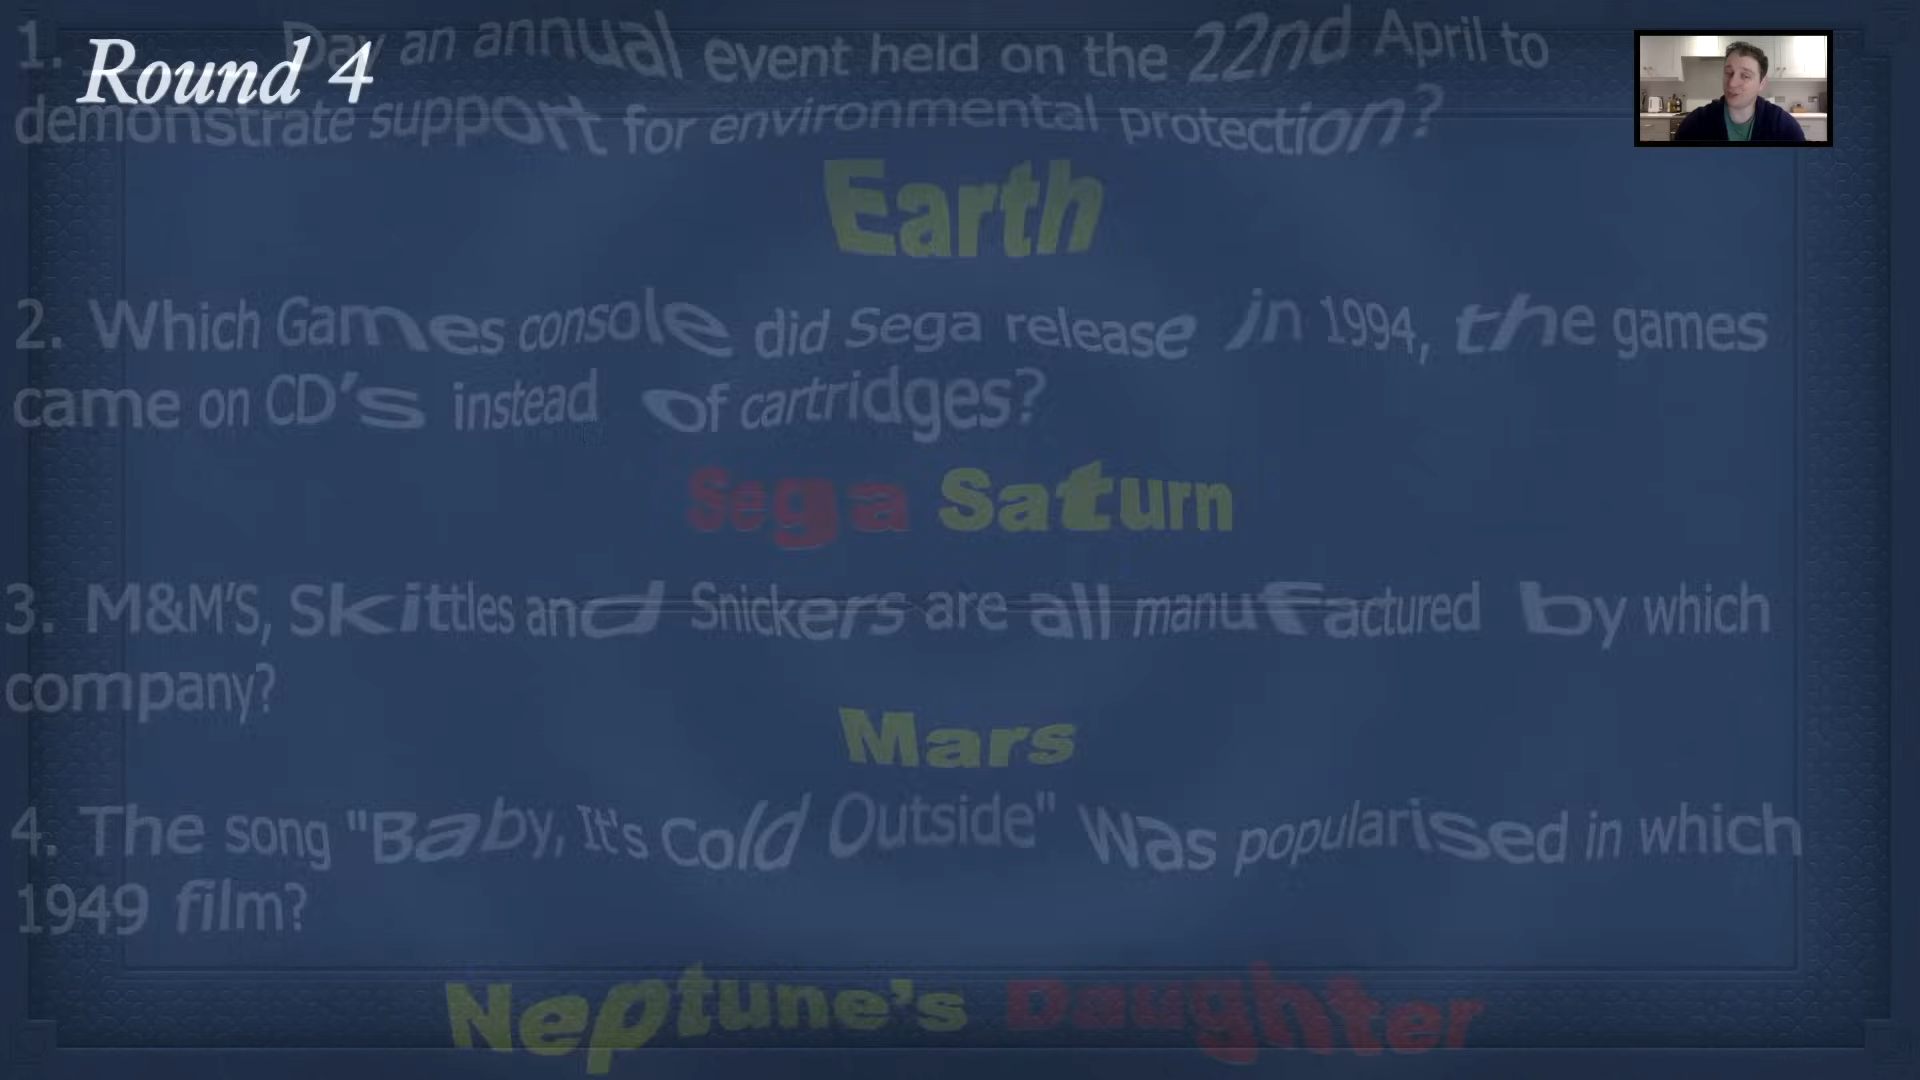 Round 4
1. Day an annual event held on the 22nd April to
demonstrate support for environmental protection?
Earth
2. Which Games console did Sega release in 1994, the games
came on CD’s instead of cartridges?
Sega Saturn
3. M&M’S, Skittles and Snickers are all manufactured by which
company?
Mars
4. The song "Baby, It's Cold Outside" Was popularised in which
1949 film?
Neptune’s Daughter